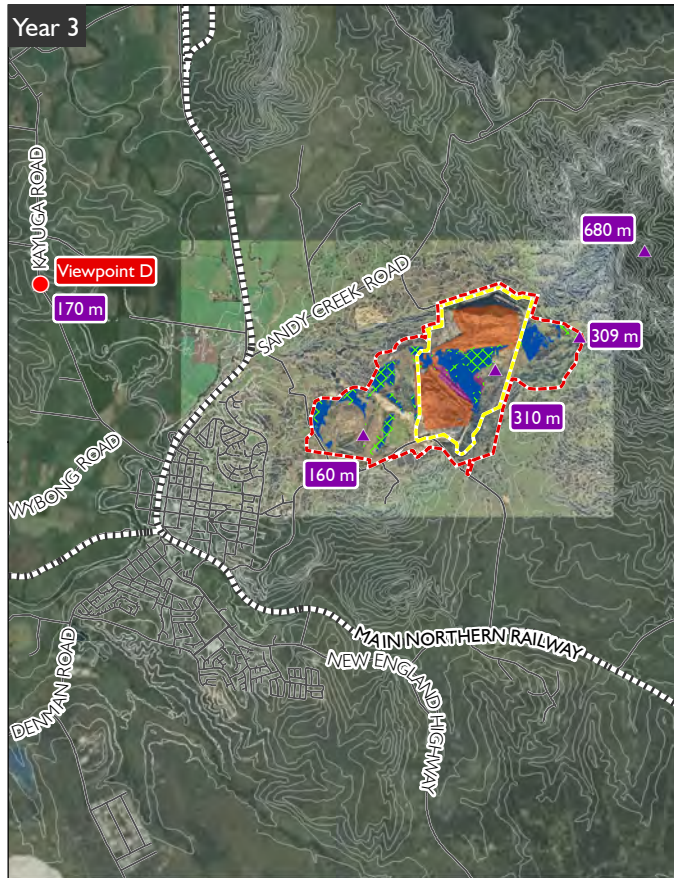 Year 3
KAYUGA ROAD
680 m
Viewpoint D
170 m
SANDY CREEK ROAD
309 m
310 m
WYBONG ROAD
160 m
MAIN NORTHERN RAILWAY
NEW ENGLAND
HIGHWAY
DENMAN ROAD